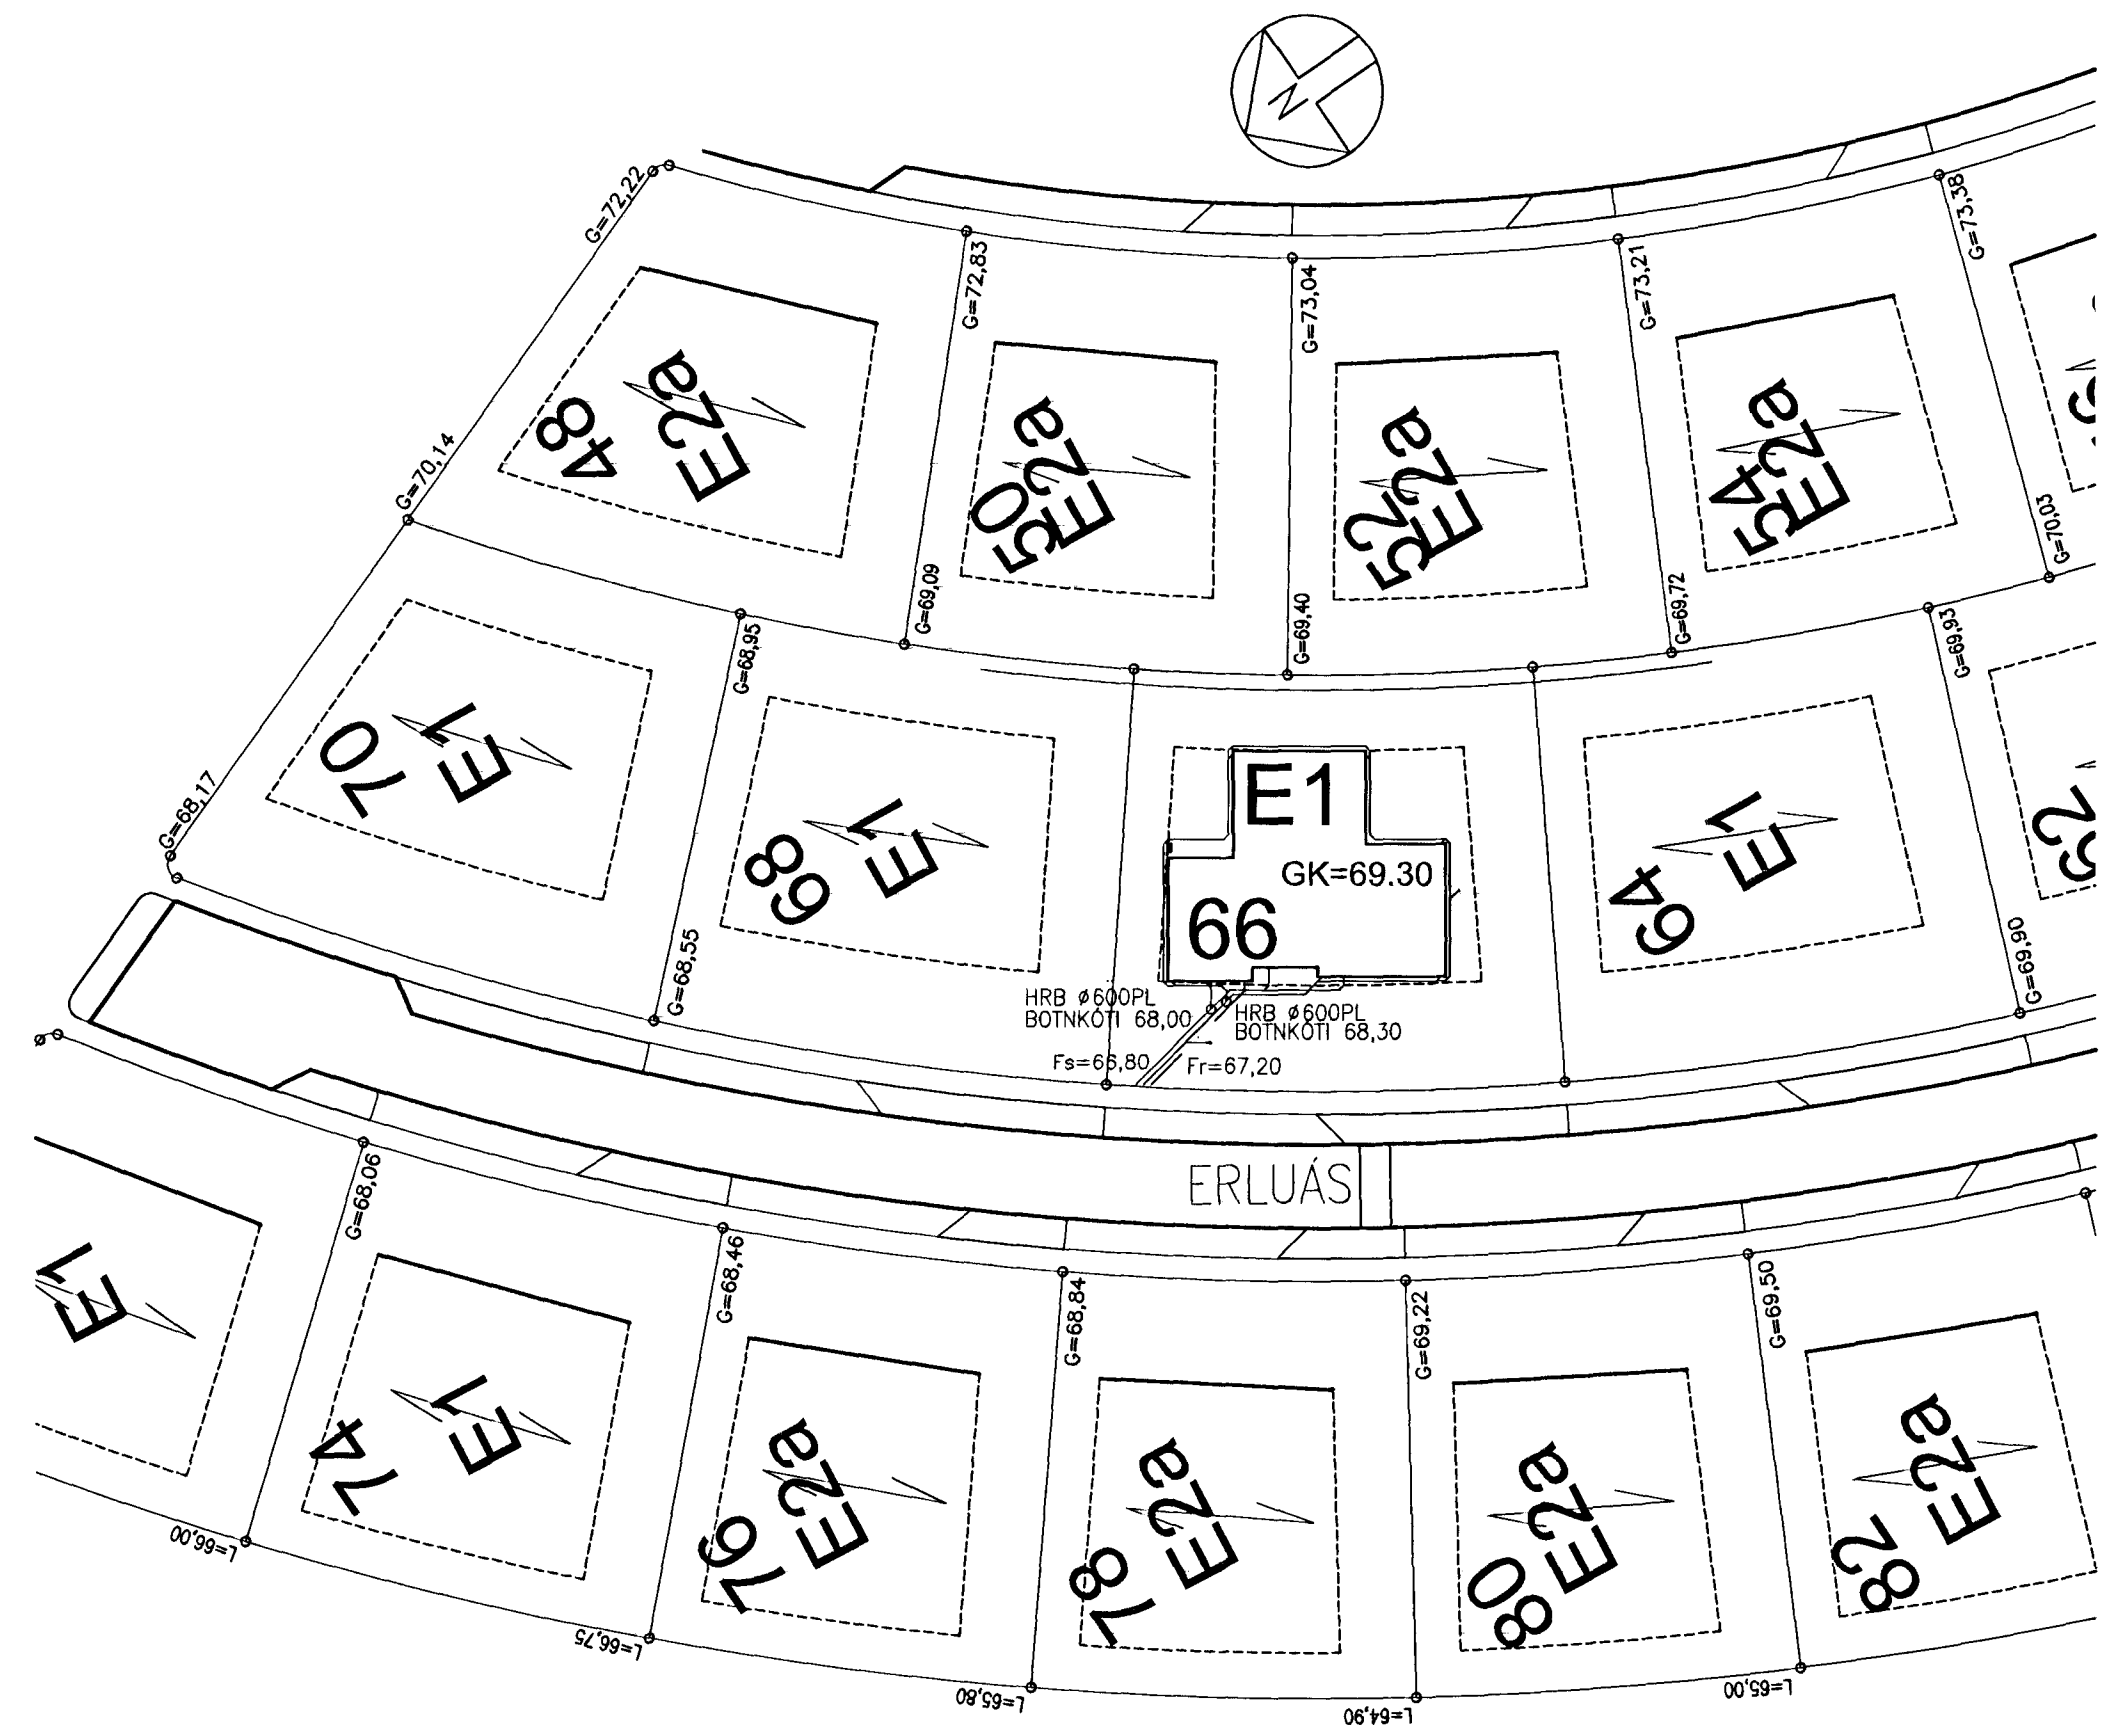 N
G=72,22
G=72,83
G=73,04
G=73,21
G=73,38
48
E2a
50
E2a
52
E2a
54
E2a
G=70,14
G=69,09
G=69,40
G=69,72
G=70,03
G=68,95
G=69,93
70
E1
68
E1
E1
GK=69.30
66
64
E1
62
G=68,17
G=68,55
G=69,90
HRB ø600PL
BOTNKÓTI 68,00
HRB ø600PL
BOTNKÓTI 68,30
Fs=66,80
Fr=67,20
ERLUÁS
G=68,06
G=68,46
G=68,84
G=69,22
G=69,50
E1
74
E1
76
E2a
78
E2a
80
E2a
82
E2a
L=66,00
L=66,75
L=65,80
L=64,90
L=65,00